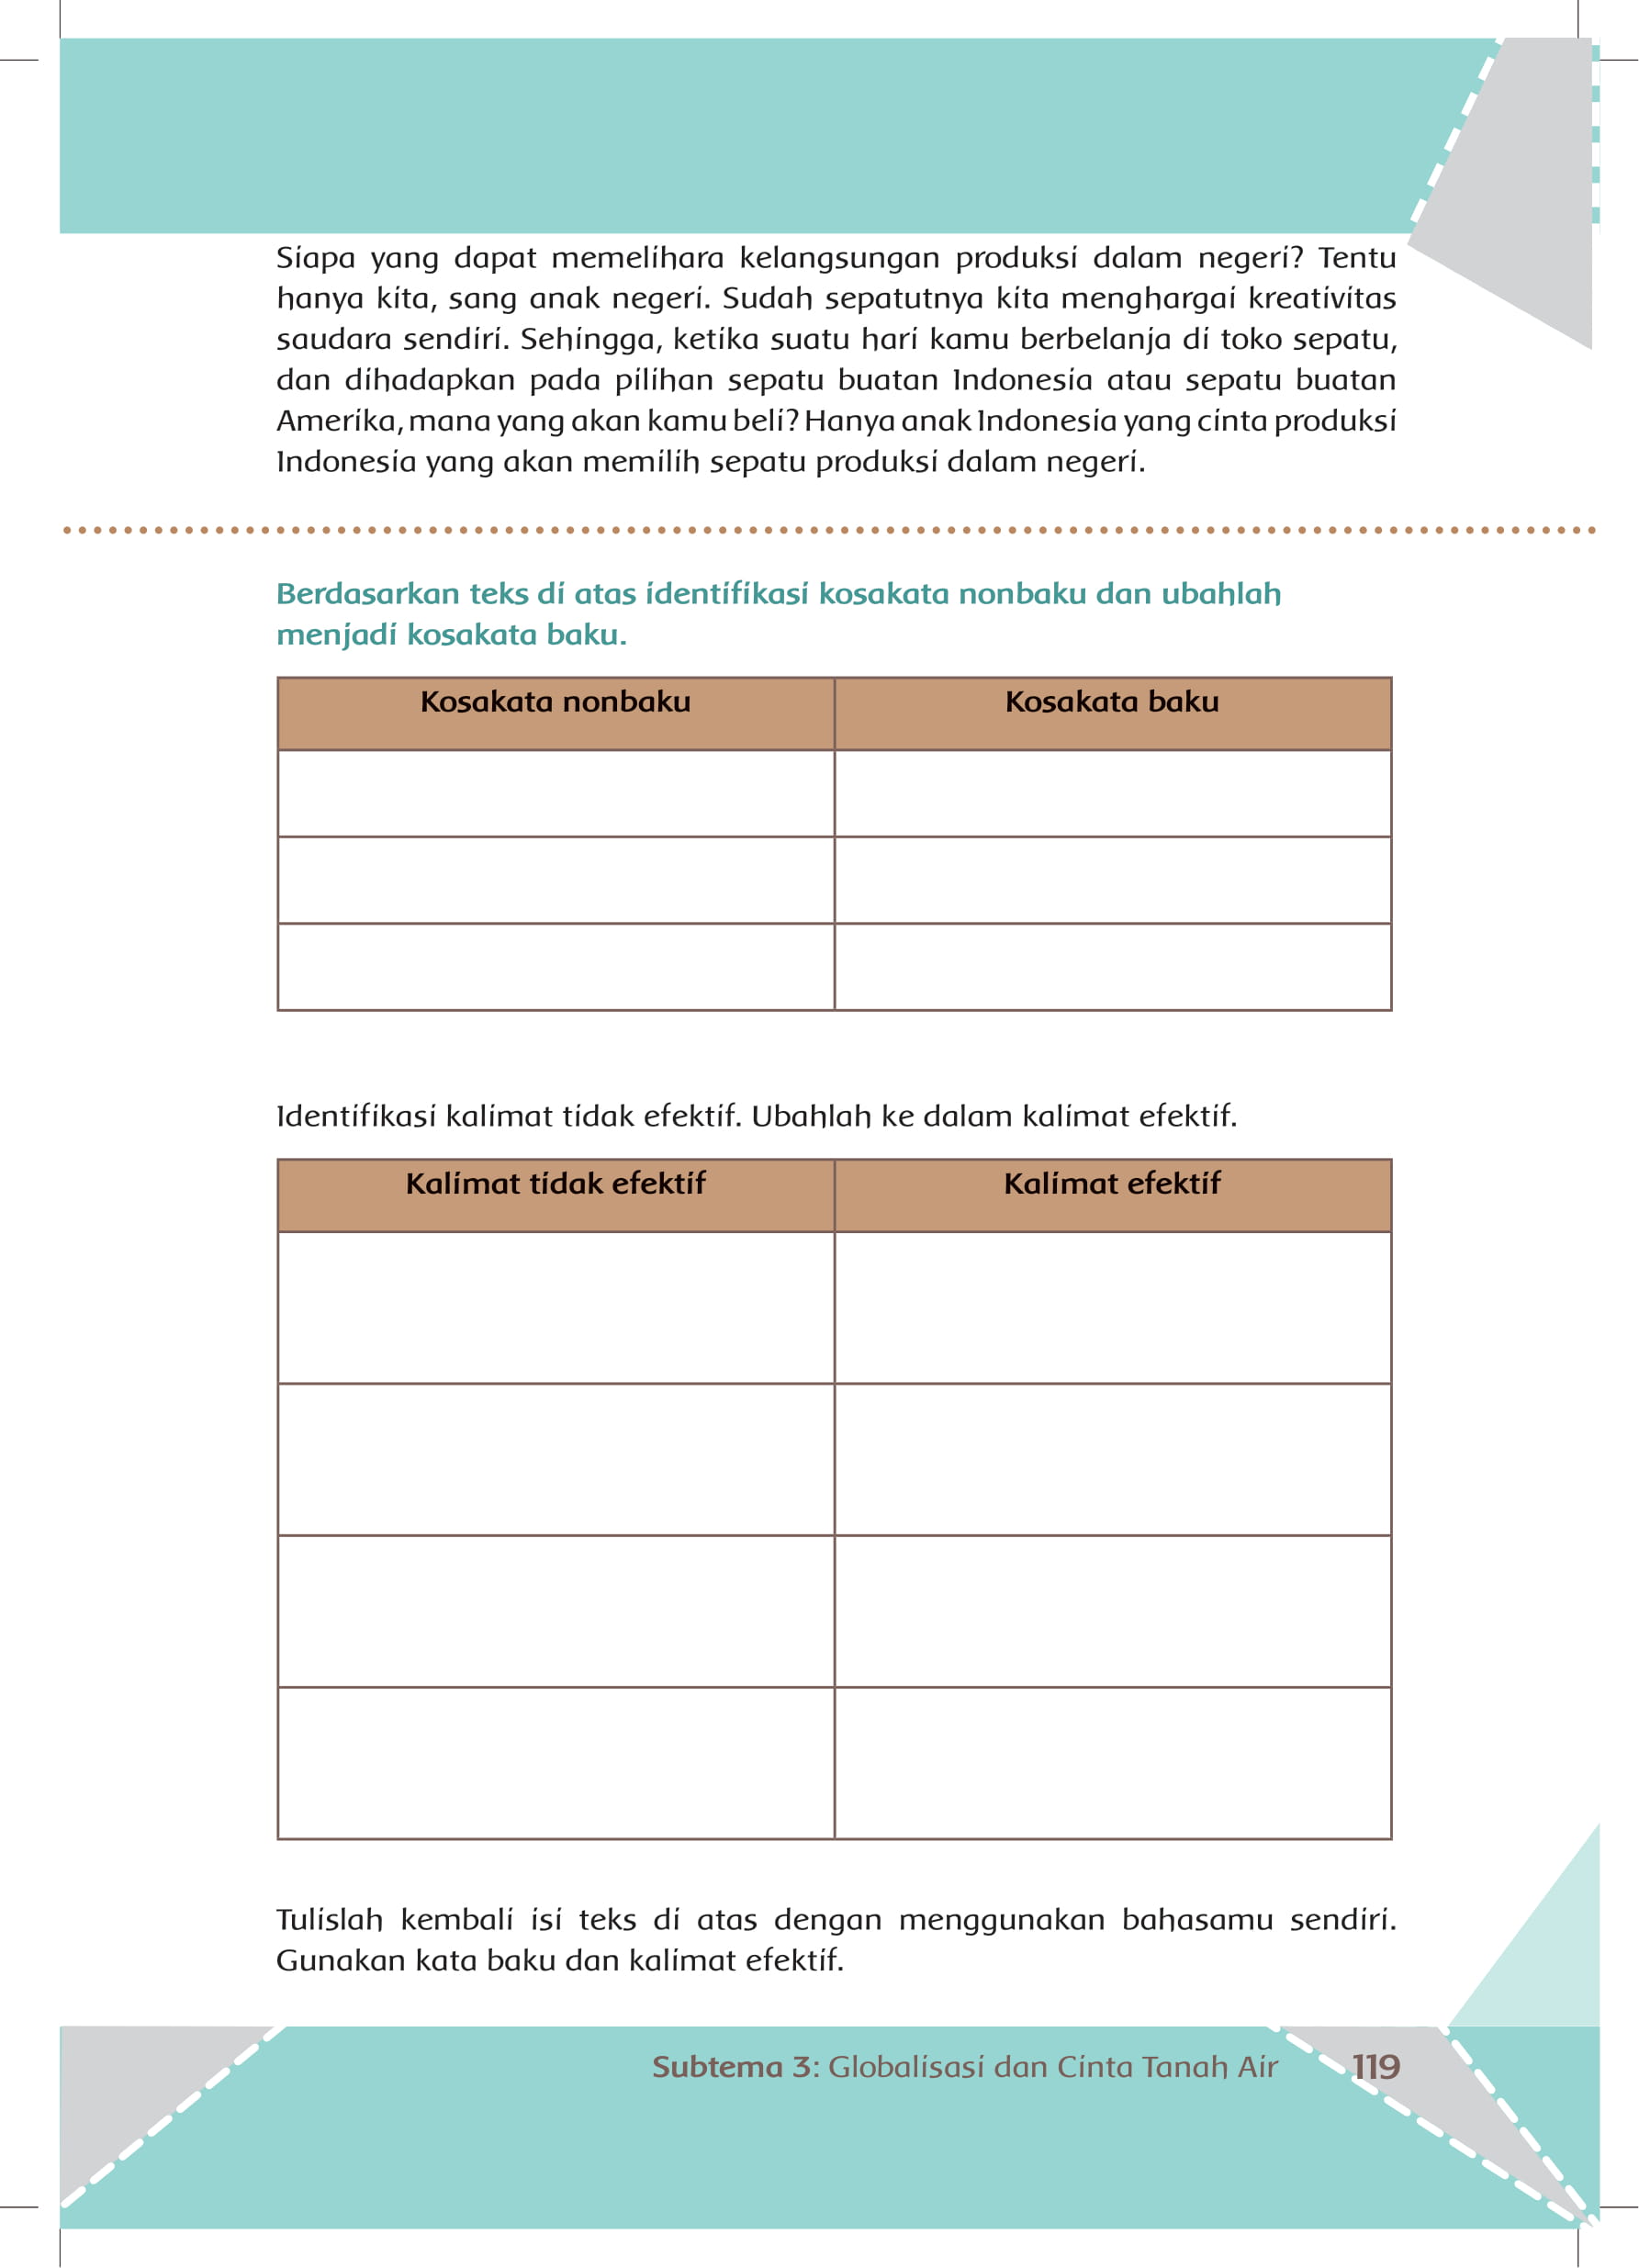 Siapa yang dapat memelihara kelangsungan produksi dalam negeri? Tentu
hanya kita, sang anak negeri. Sudah sepatutnya kita menghargai kreativitas
saudara sendiri. Sehingga, ketika suatu hari kamu berbelanja di toko sepatu,
dan dihadapkan pada pilihan sepatu buatan Indonesia atau sepatu buatan
Amerika, mana yang akan kamu beli? Hanya anak Indonesia yang cinta produksi
Indonesia yang akan memilih sepatu produksi dalam negeri.
Berdasarkan teks di atas identifikasi kosakata nonbaku dan ubahlah
menjadi kosakata baku.
Kosakata nonbaku Kosakata baku
Identifikasi kalimat tidak efektif. Ubahlah ke dalam kalimat efektif.
Kalimat tidak efektif Kalimat efektif
Tulislah kembali isi teks di atas dengan menggunakan bahasamu sendiri.
Gunakan kata baku dan kalimat efektif.
Subtema 3: Globalisasi dan Cinta Tanah Air 119